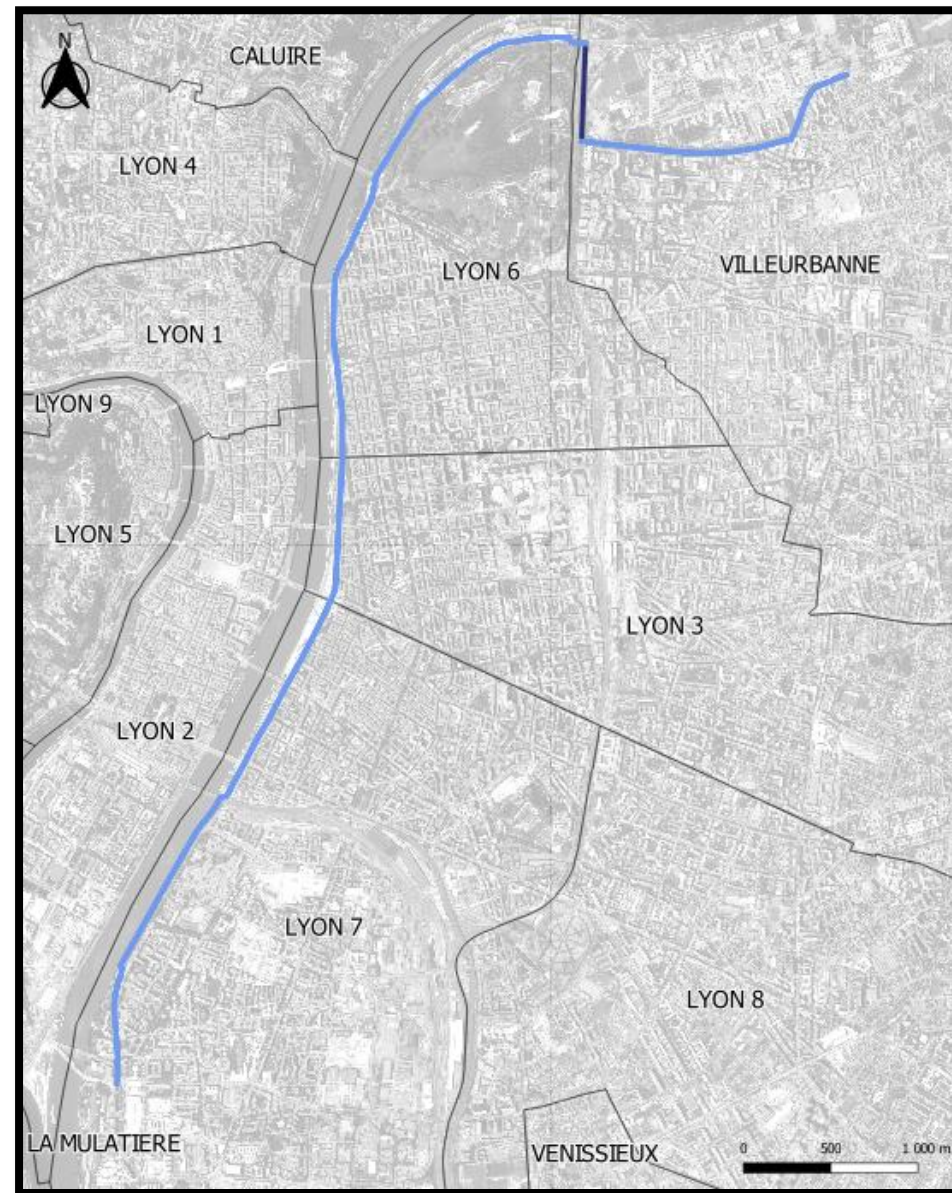 N
CALUIRE
LYON 4
LYON 6
VILLEURBANNE
LYON 1
LYON 9
LYON 5
LYON 3
LYON 2
LYON 7
LYON 8
LA MULATIERE
VENISSIEUX
0 500 1 000 m